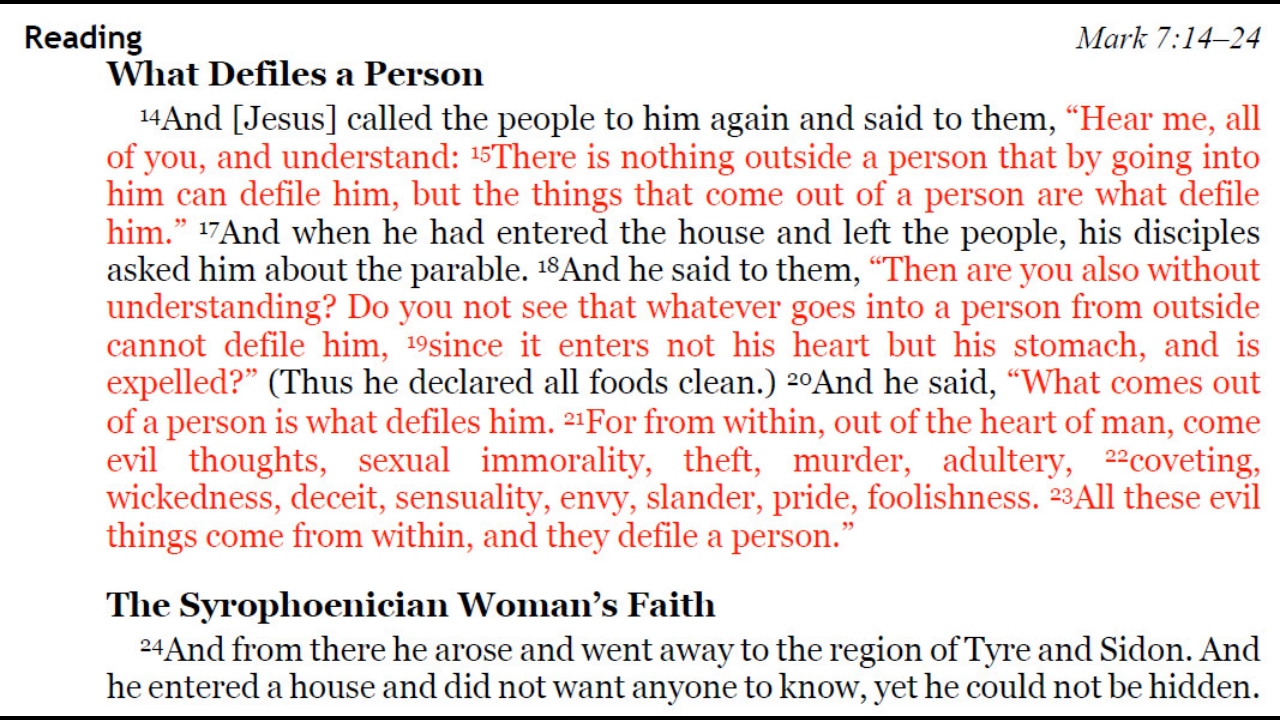 Reading Mark 7:14–24
What Defiles a Person
14And [Jesus] called the people to him again and said to them, “Hear me, all
of you, and understand: 15There is nothing outside a person that by going into
him can defile him, but the things that come out of a person are what defile
him.” 17And when he had entered the house and left the people, his disciples
asked him about the parable. 18And he said to them, “Then are you also without
understanding? Do you not see that whatever goes into a person from outside
cannot defile him, 19since it enters not his heart but his stomach, and is
expelled?” (Thus he declared all foods clean.) 20And he said, “What comes out
of a person is what defiles him. 21For from within, out of the heart of man, come
evil thoughts, sexual immorality, theft, murder, adultery, 22coveting,
wickedness, deceit, sensuality, envy, slander, pride, foolishness. 23All these evil
things come from within, and they defile a person.”
The Syrophoenician Woman’s Faith
24And from there he arose and went away to the region of Tyre and Sidon. And
he entered a house and did not want anyone to know, yet he could not be hidden.